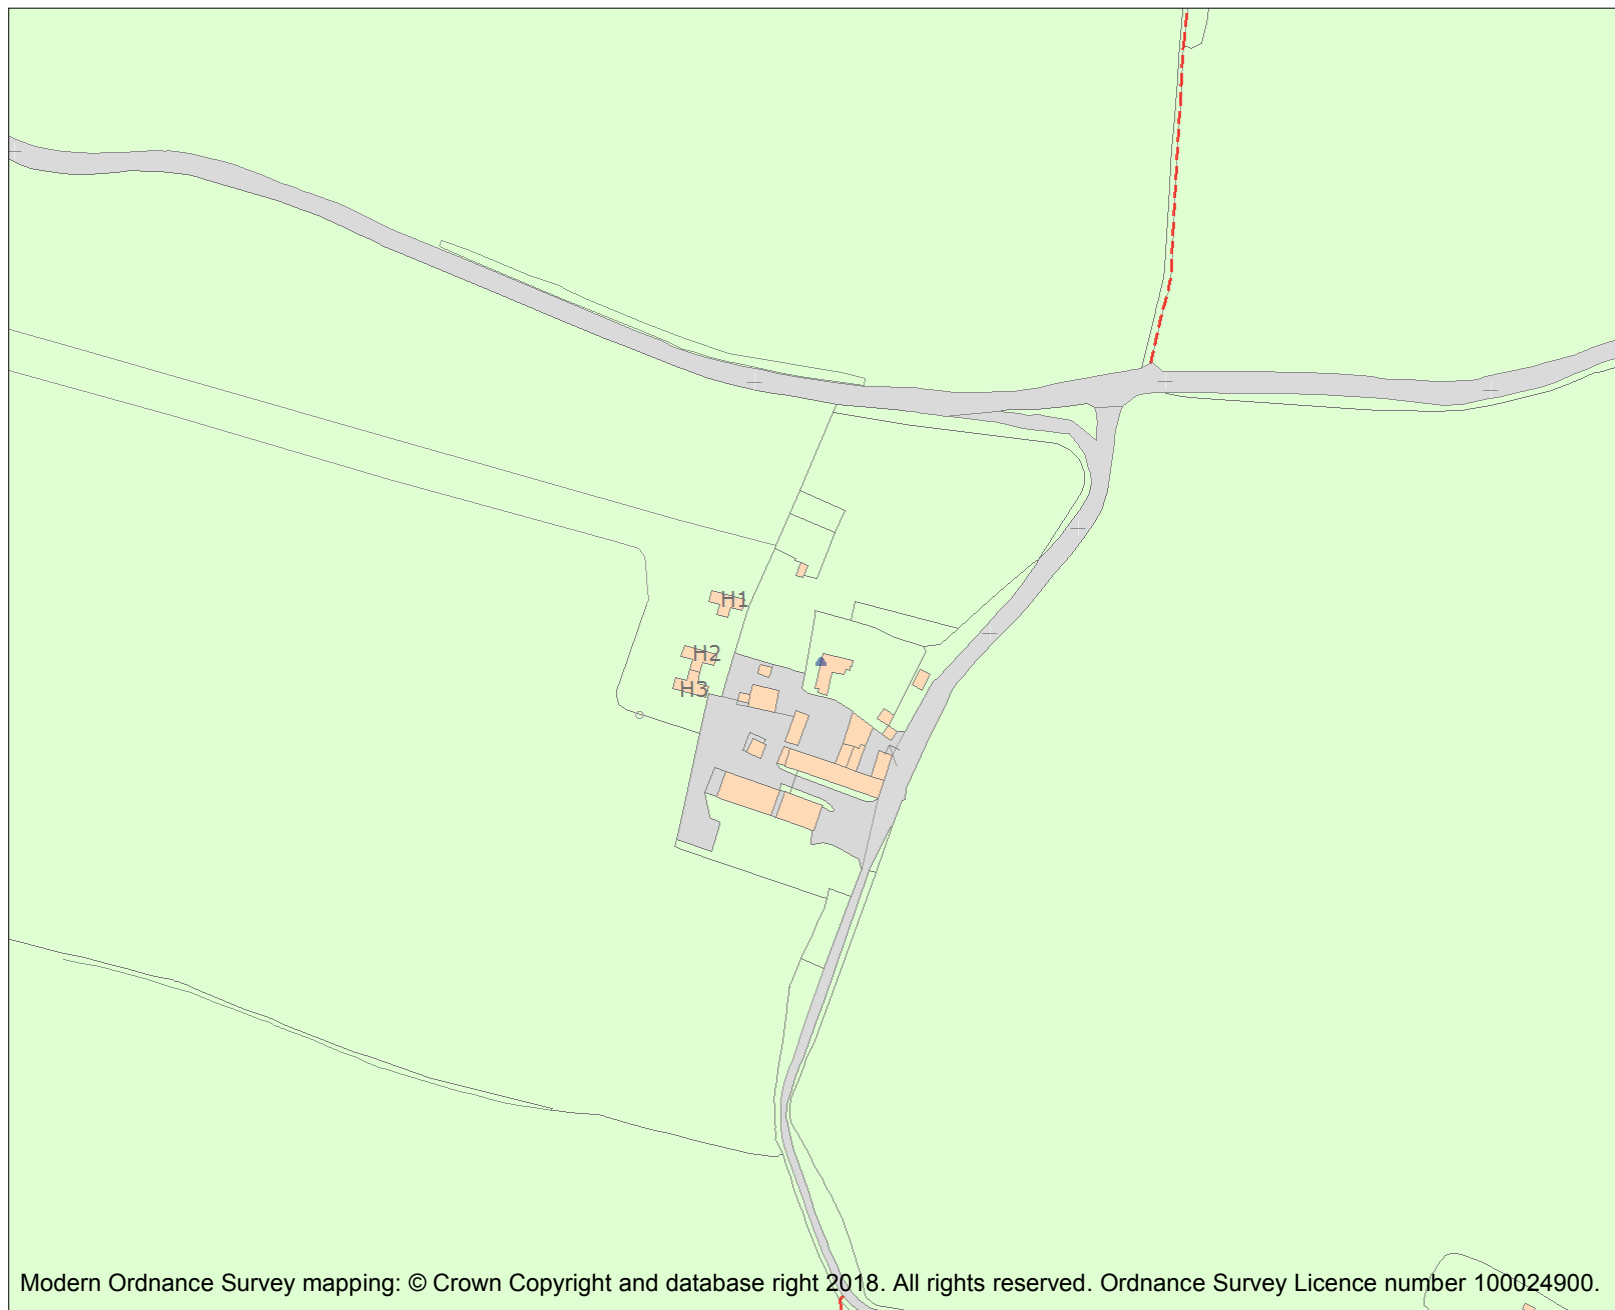 H1
H2
H3
Modern Ordnance Survey mapping: © Crown Copyright and database right 2018. All rights reserved. Ordnance Survey Licence number 100024900.